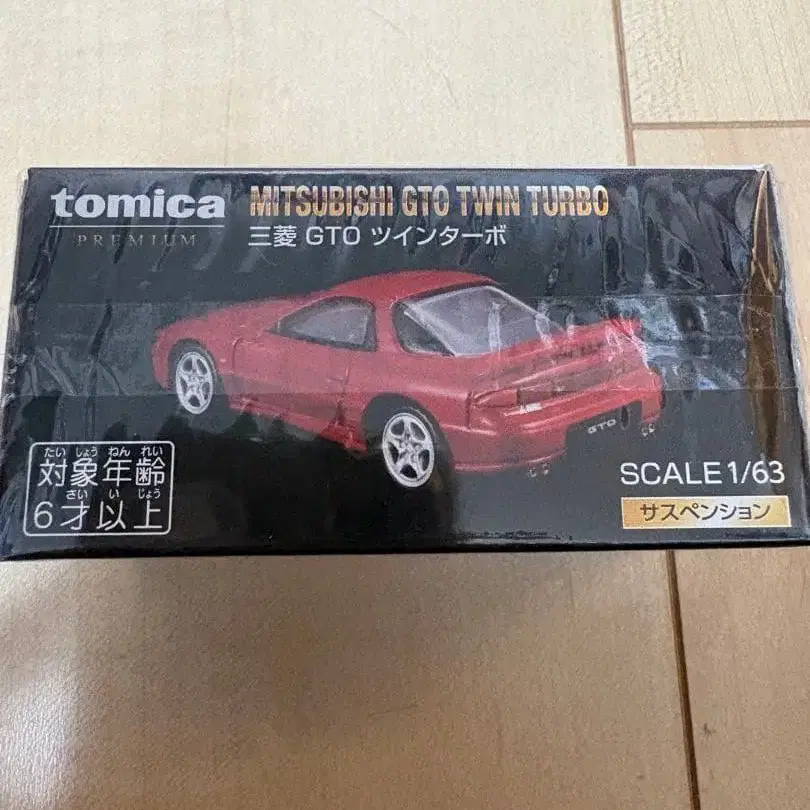 tomica
PREMIUM
MITSUBISHI GTO TWIN TURBO
三菱 GTO ツインターボ
GTO
たいしょうねんれい
対象年齢
さいいじょう
6才以上
SCALE 1/63
サスペンション